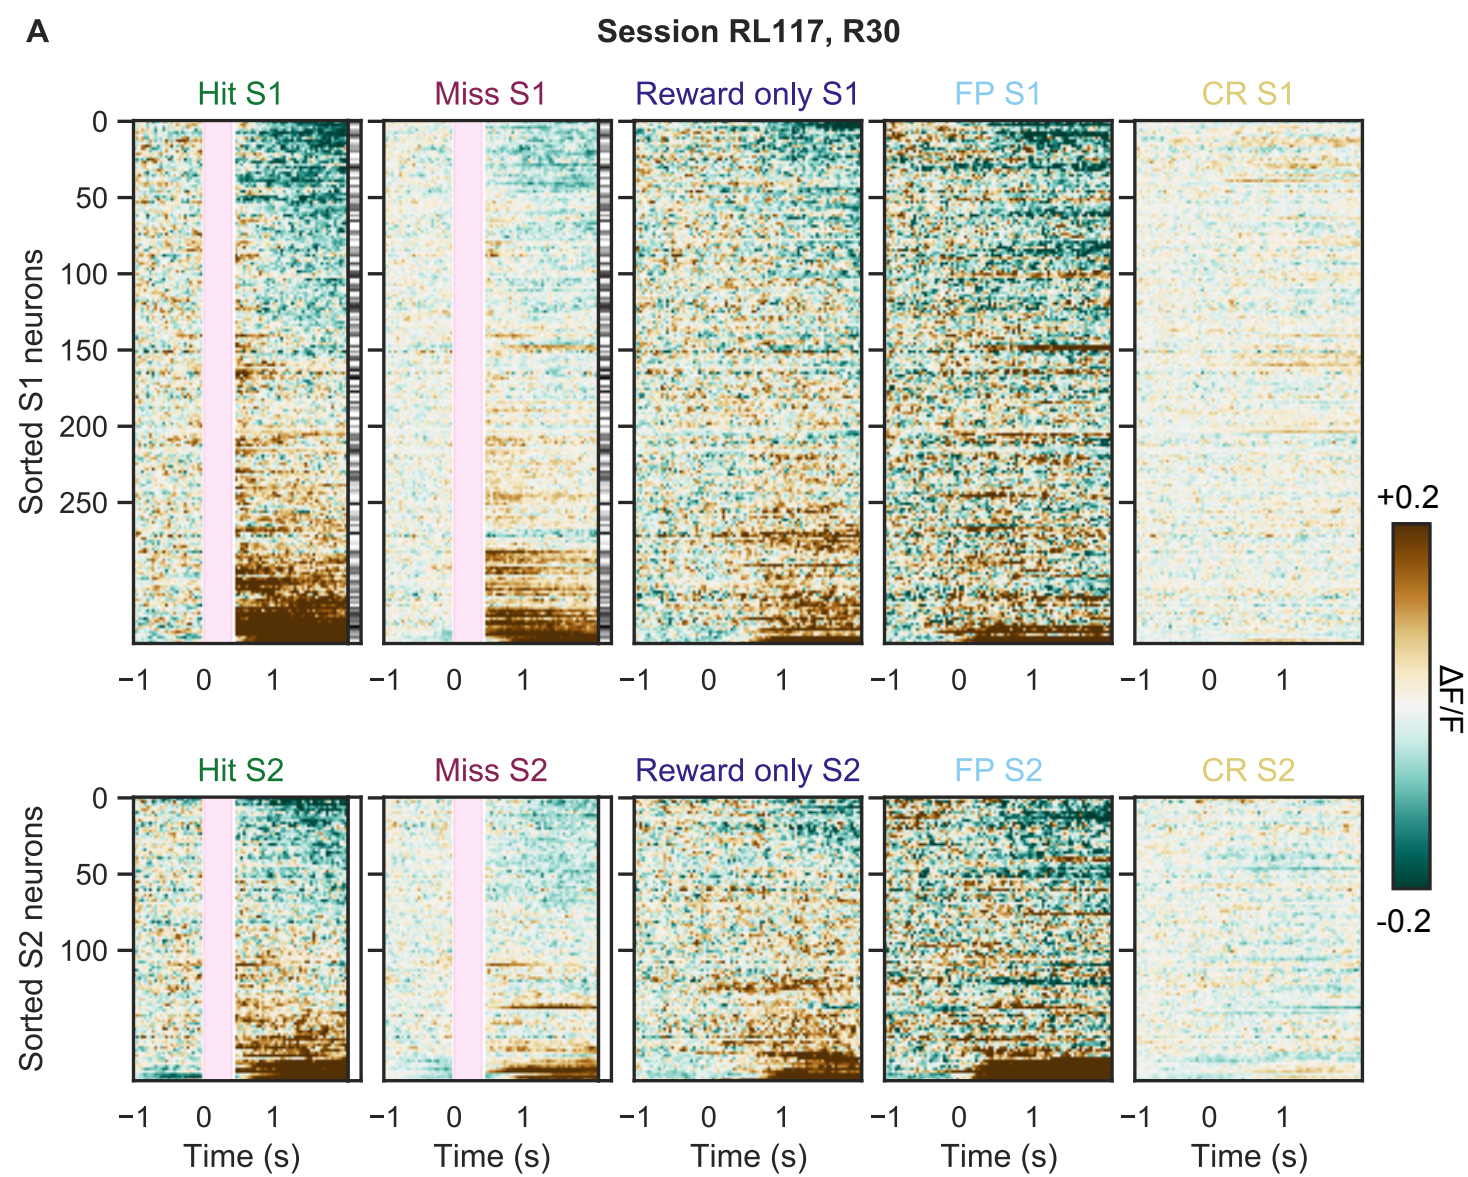 A
Session RL117, R30
Hit S1
Miss S1
Reward only S1
FP S1
CR S1
Sorted S1 neurons
0
50
100
150
200
250
−1 0 1
−1 0 1
−1 0 1
−1 0 1
−1 0 1
+0.2
ΔF/F
-0.2
Hit S2
Miss S2
Reward only S2
FP S2
CR S2
Sorted S2 neurons
0
50
100
−1 0 1
−1 0 1
−1 0 1
−1 0 1
−1 0 1
Time (s)
Time (s)
Time (s)
Time (s)
Time (s)